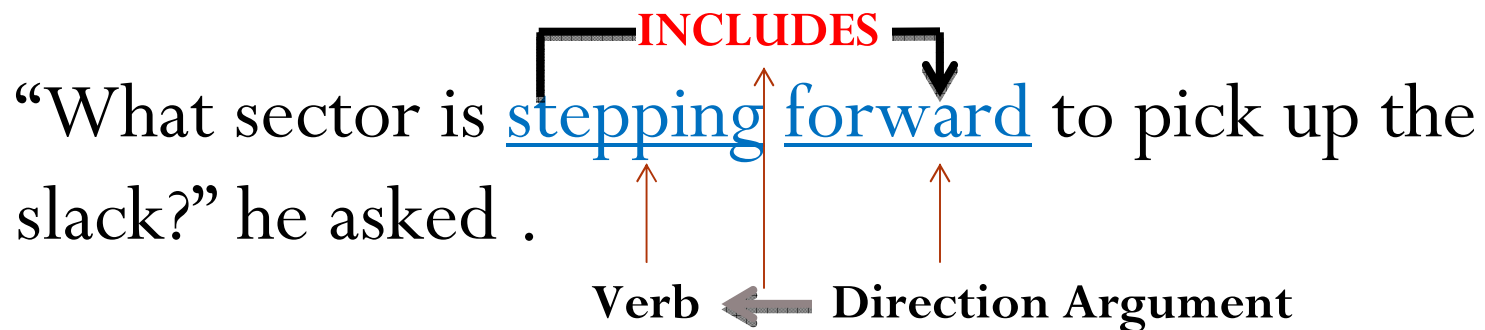 INCLUDES
“What sector is stepping forward to pick up the
slack?” he asked .
Verb Direction Argument